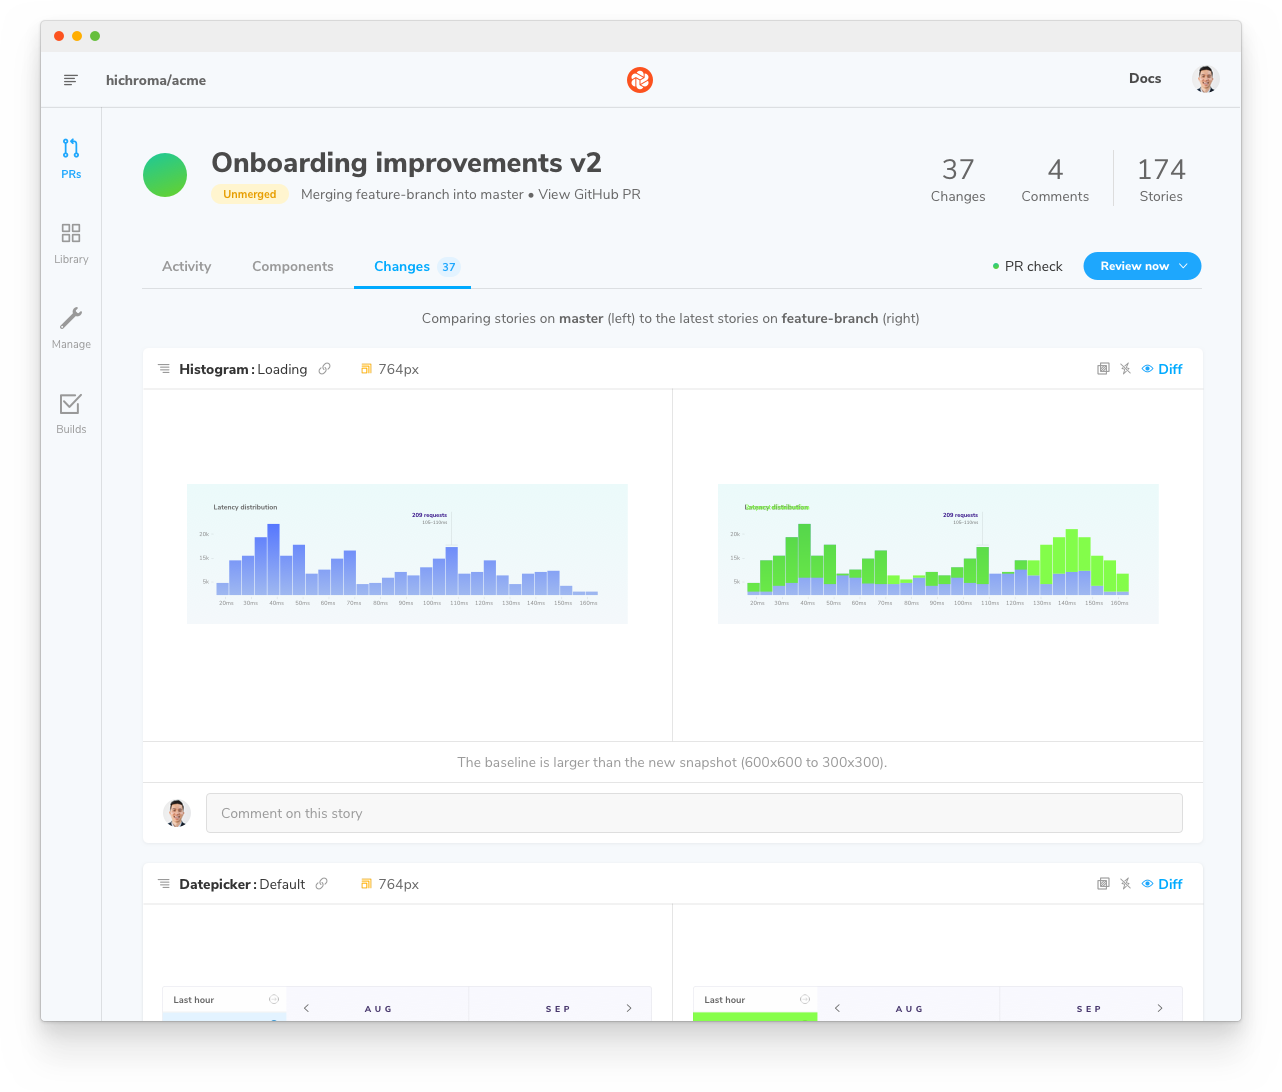 hichroma/acme
Docs
PRs
Library
Manage
Builds
Onboarding improvements v2
Unmerged Merging feature-branch into master • View GitHub PR
37 Changes
4 Comments
174 Stories
Activity Components Changes 37
PR check Review now
Comparing stories on master (left) to the latest stories on feature-branch (right)
Histogram: Loading 764px Diff
Latency distribution
209 requests
105-110ms
20k
15k
5k
20ms 30ms 40ms 50ms 60ms 70ms 80ms 90ms 100ms 110ms 120ms 130ms 140ms 150ms 160ms
Latency distribution
209 requests
105-110ms
20k
15k
5k
20ms 30ms 40ms 50ms 60ms 70ms 80ms 90ms 100ms 110ms 120ms 130ms 140ms 150ms 160ms
The baseline is larger than the new snapshot (600x600 to 300x300).
Comment on this story
Datepicker: Default 764px Diff
Last hour AUG SEP
Last hour AUG SEP